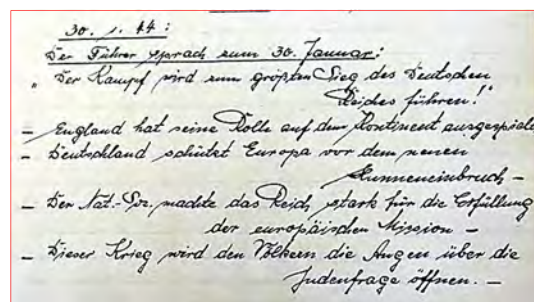 30. 1. 44:
Der Führer sprach zum 30. Januar:
„Der Kampf wird zum größten Sieg des Deutschen
Reiches führen!"
– England hat seine Rolle auf dem Kontinent ausgespielt
– Deutschland schützt Europa vor dem neuen
Hunneneinbruch –
– Der Nat.-Soz. machte das Reich stark für die Erfüllung
der europäischen Mission –
– Dieser Krieg wird den Völkern die Augen über die
Judenfrage öffnen. –